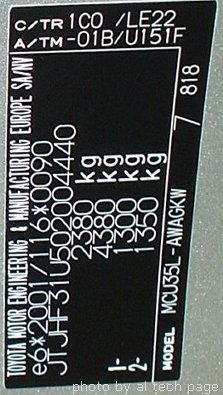 C/TR 1C0 /LE22
A/TM -01B/U151F
TOYOTA MOTOR ENGINEERING & MANUFACTURING EUROPE SA/NV
e6*2001/116*0090
JTJHF31U502004440
2380 kg
4380 kg
1- 1300 kg
2- 1350 kg
MODEL MCU35L-AWAGKW
7 818
photo by al tech page